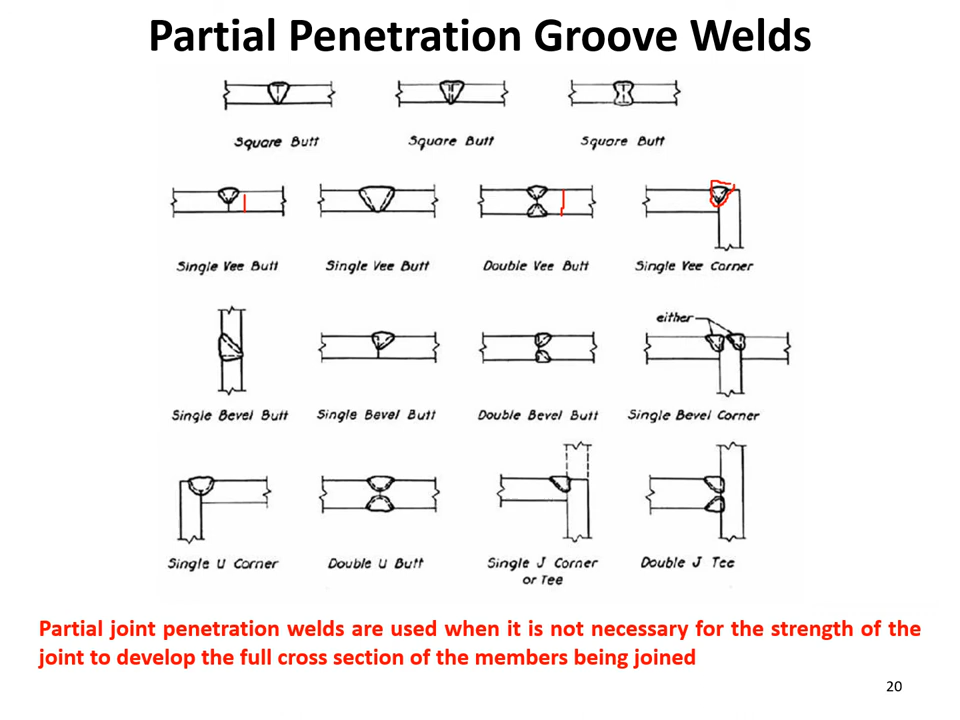 Partial Penetration Groove Welds
Square Butt
Square Butt
Square Butt
Single Vee Butt
Single Vee Butt
Double Vee Butt
Single Vee Corner
either
Single Bevel Butt
Single Bevel Butt
Double Bevel Butt
Single Bevel Corner
Single U Corner
Double U Butt
Single J Corner
or Tee
Double J Tee
Partial joint penetration welds are used when it is not necessary for the strength of the
joint to develop the full cross section of the members being joined
20